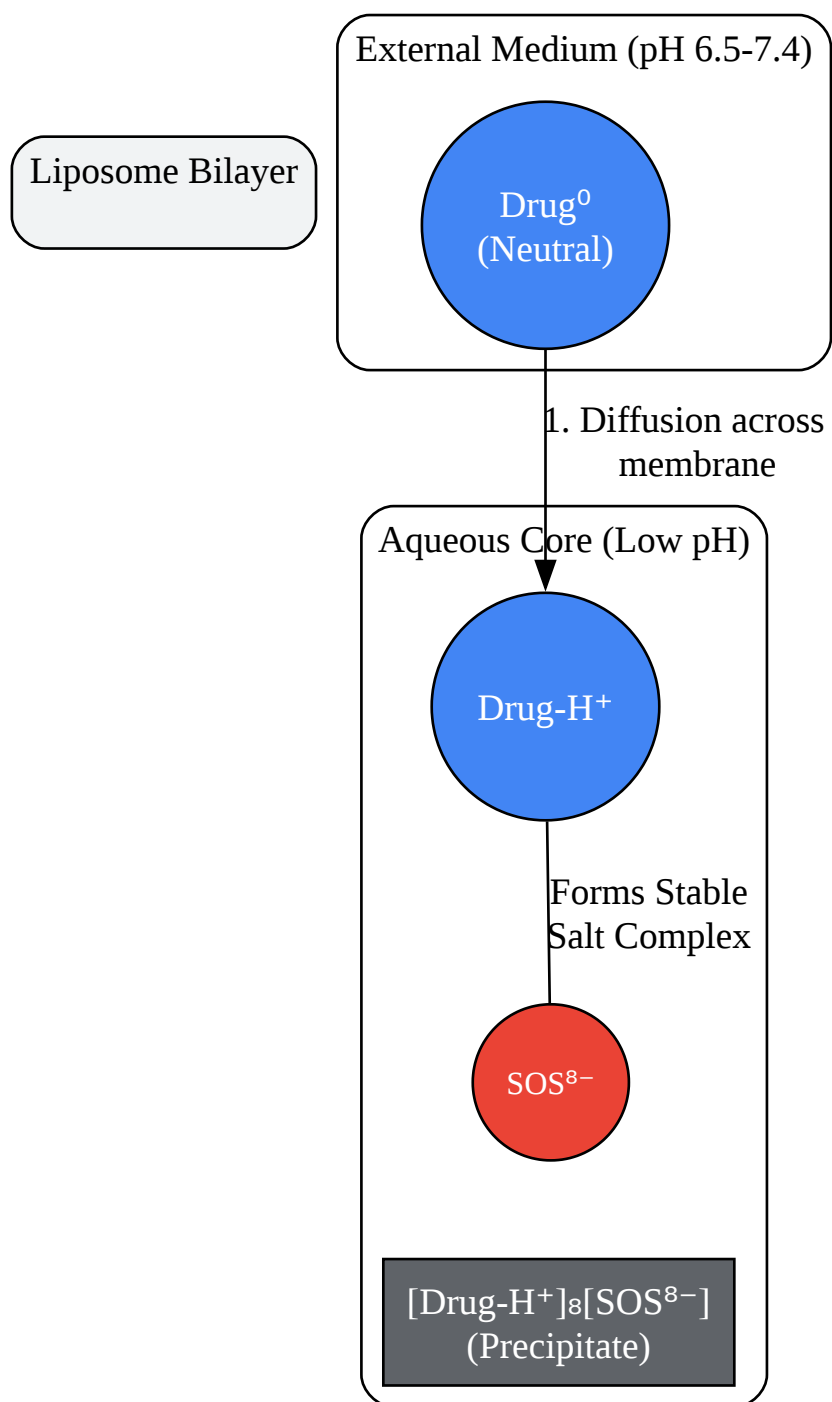 External Medium (pH 6.5-7.4)
Liposome Bilayer
Drug⁰
(Neutral)
1. Diffusion across
membrane
Aqueous Core (Low pH)
Drug-H⁺
Forms Stable
Salt Complex
SOS⁸⁻
[Drug-H⁺]₈[SOS⁸⁻]
(Precipitate)